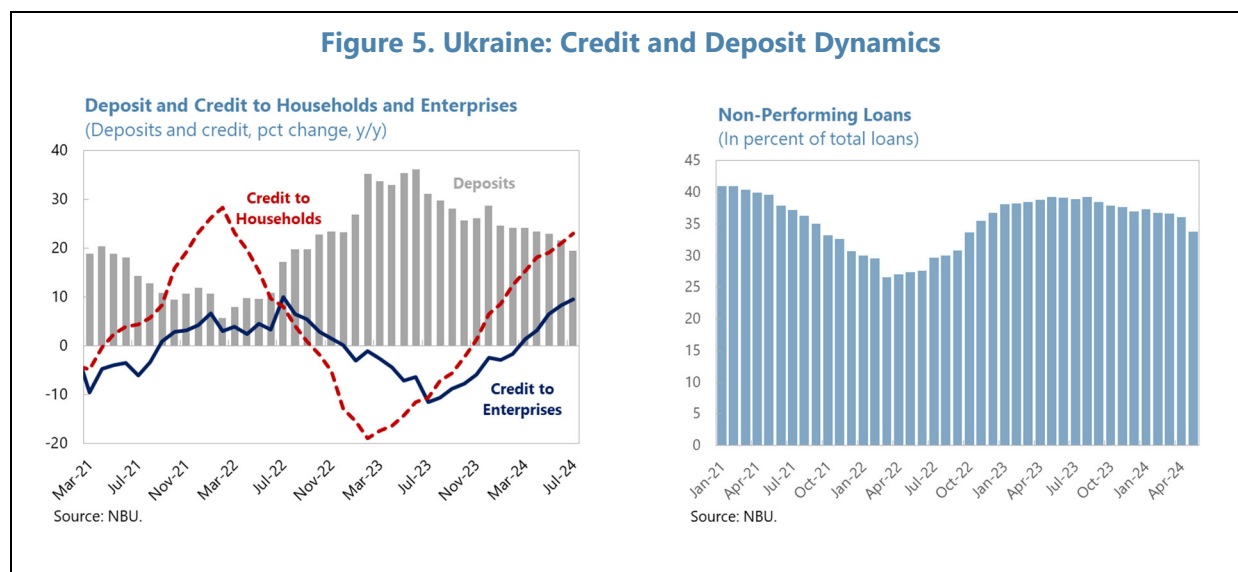 Figure 5. Ukraine: Credit and Deposit Dynamics
Deposit and Credit to Households and Enterprises
(Deposits and credit, pct change, y/y)
40
30
20
10
0
-10
-20
Deposits
Credit to
Households
Credit to
Enterprises
Mar-21
Jul-21
Nov-21
Mar-22
Jul-22
Nov-22
Mar-23
Jul-23
Nov-23
Mar-24
Jul-24
Source: NBU.
Non-Performing Loans
(In percent of total loans)
45
40
35
30
25
20
15
10
5
0
Jan-21
Apr-21
Jul-21
Oct-21
Jan-22
Apr-22
Jul-22
Oct-22
Jan-23
Apr-23
Jul-23
Oct-23
Jan-24
Apr-24
Source: NBU.